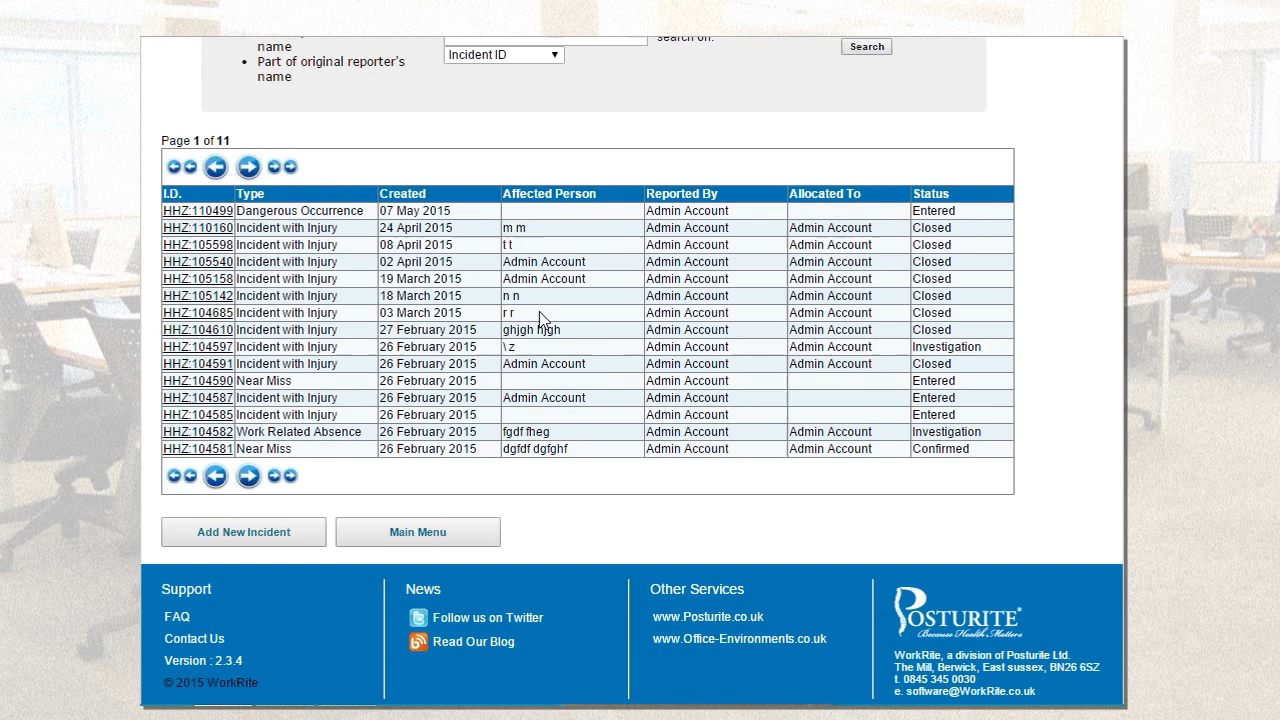 name
search on:
• Part of original reporter's
name
Incident ID
Search
Page 1 of 11
I.D. Type Created Affected Person Reported By Allocated To Status
HHZ:110499 Dangerous Occurrence 07 May 2015 Admin Account Entered
HHZ:110160 Incident with Injury 24 April 2015 m m Admin Account Admin Account Closed
HHZ:105598 Incident with Injury 08 April 2015 t t Admin Account Admin Account Closed
HHZ:105540 Incident with Injury 02 April 2015 Admin Account Admin Account Admin Account Closed
HHZ:105158 Incident with Injury 19 March 2015 Admin Account Admin Account Admin Account Closed
HHZ:105142 Incident with Injury 18 March 2015 n n Admin Account Admin Account Closed
HHZ:104685 Incident with Injury 03 March 2015 r r Admin Account Admin Account Closed
HHZ:104610 Incident with Injury 27 February 2015 ghjgh Admin Account Admin Account Closed
HHZ:104597 Incident with Injury 26 February 2015 \ z Admin Account Admin Account Investigation
HHZ:104591 Incident with Injury 26 February 2015 Admin Account Admin Account Admin Account Closed
HHZ:104590 Near Miss 26 February 2015 Admin Account Entered
HHZ:104587 Incident with Injury 26 February 2015 Admin Account Admin Account Entered
HHZ:104585 Incident with Injury 26 February 2015 Admin Account Entered
HHZ:104582 Work Related Absence 26 February 2015 fgdf fheg Admin Account Admin Account Investigation
HHZ:104581 Near Miss 26 February 2015 dgfdf dgfghf Admin Account Admin Account Confirmed
Add New Incident
Main Menu
Support
FAQ
Contact Us
Version : 2.3.4
© 2015 WorkRite
News
Follow us on Twitter
Read Our Blog
Other Services
www.Posturite.co.uk
www.Office-Environments.co.uk
POSTURITE®
Because Health Matters
WorkRite, a division of Posturite Ltd.
The Mill, Berwick, East sussex, BN26 6SZ
t. 0845 345 0030
e. software@WorkRite.co.uk